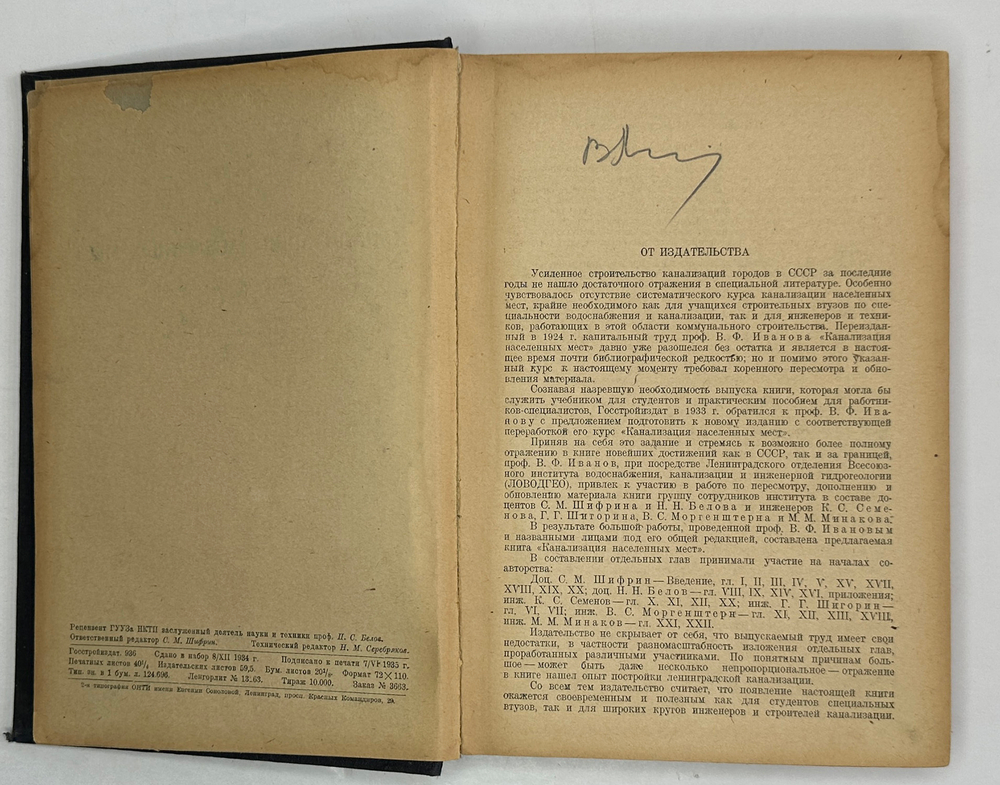 Рецензент ГУУЗа НКТП заслуженный деятель науки и техники проф. П. С. Белов.
Ответственный редактор С. М. Шифрин. Технический редактор Н. М. Серебряков.
Госстройиздат. 936 Сдано в набор 8/XII 1934 г. Подписано к печати 7/VI 1935 г.
Печатных листов 40¼, Издательских листов 59,5. Бум. листов 20⅛. Формат 72×110.
Тип. зн. в 1 бум. л. 124.696. Ленгорлит № 13163. Тираж 10.000. Заказ № 3663.
2-я типография ОНТИ имени Евгении Соколовой, Ленинград, просп. Красных Командиров, 29.
ОТ ИЗДАТЕЛЬСТВА
Усиленное строительство канализаций городов в СССР за последние
годы не нашло достаточного отражения в специальной литературе. Особенно
чувствовалось отсутствие систематического курса канализации населенных
мест, крайне необходимого как для учащихся строительных втузов по спе-
циальности водоснабжения и канализации, так и для инженеров и техни-
ков, работающих в этой области коммунального строительства. Переиздан-
ный в 1924 г. капитальный труд проф. В. Ф. Иванова «Канализация
населенных мест» давно уже разошелся без остатка и является в настоя-
щее время почти библиографической редкостью; но и помимо этого указан-
ный курс к настоящему моменту требовал коренного пересмотра и обно-
вления материала.
Сознавая назревшую необходимость выпуска книги, которая могла бы
служить учебником для студентов и практическим пособием для работни-
ков-специалистов, Госстройиздат в 1933 г. обратился к проф. В. Ф. Ива-
нову с предложением подготовить к новому изданию с соответствующей
переработкой его курс «Канализация населенных мест».
Приняв на себя это задание и стремясь к возможно более полному
отражению в книге новейших достижений как в СССР, так и за границей,
проф. В. Ф. Иванов, при посредстве Ленинградского отделения Всесоюз-
ного института водоснабжения, канализации и инженерной гидрогеологии
(ЛОВОДГЕО), привлек к участию в работе по пересмотру, дополнению и
обновлению материала книги группу сотрудников института в составе до-
центов С. М. Шифрина и Н. Н. Белова и инженеров К. С. Семе-
нова, Г. Г. Шигорина, В. С. Моргенштерна и М. М. Минакова.
В результате большой работы, проведенной проф. В. Ф. Ивановым
и названными лицами под его общей редакцией, составлена предлагаемая
книга «Канализация населенных мест».
В составлении отдельных глав принимали участие на началах со-
авторства:
Доц. С. М. Шифрин — Введение, гл. I, II, III, IV, V, XV, XVII,
XVIII, XIX, XX; доц. Н. Н. Белов — гл. VIII, IX, XIV, XVI, приложения;
инж. К. С. Семенов — гл. X, XI, XII, XX; инж. Г. Г. Шигорин —
гл. VI, VII; инж. В. С. Моргенштерн — гл. XI, XII, XIII, XVIII,
инж. М. М. Минаков — гл. XXI, XXII.
Издательство не скрывает от себя, что выпускаемый труд имеет свои
недостатки, в частности разномасштабность изложения отдельных глав,
проработанных различными участниками. По понятным причинам боль-
шое — может быть даже несколько непропорциональное — отражение
в книге нашел опыт постройки ленинградской канализации.
Со всем тем издательство считает, что появление настоящей книги
окажется своевременным и полезным как для студентов специальных
втузов, так и для широких кругов инженеров и строителей канализации.